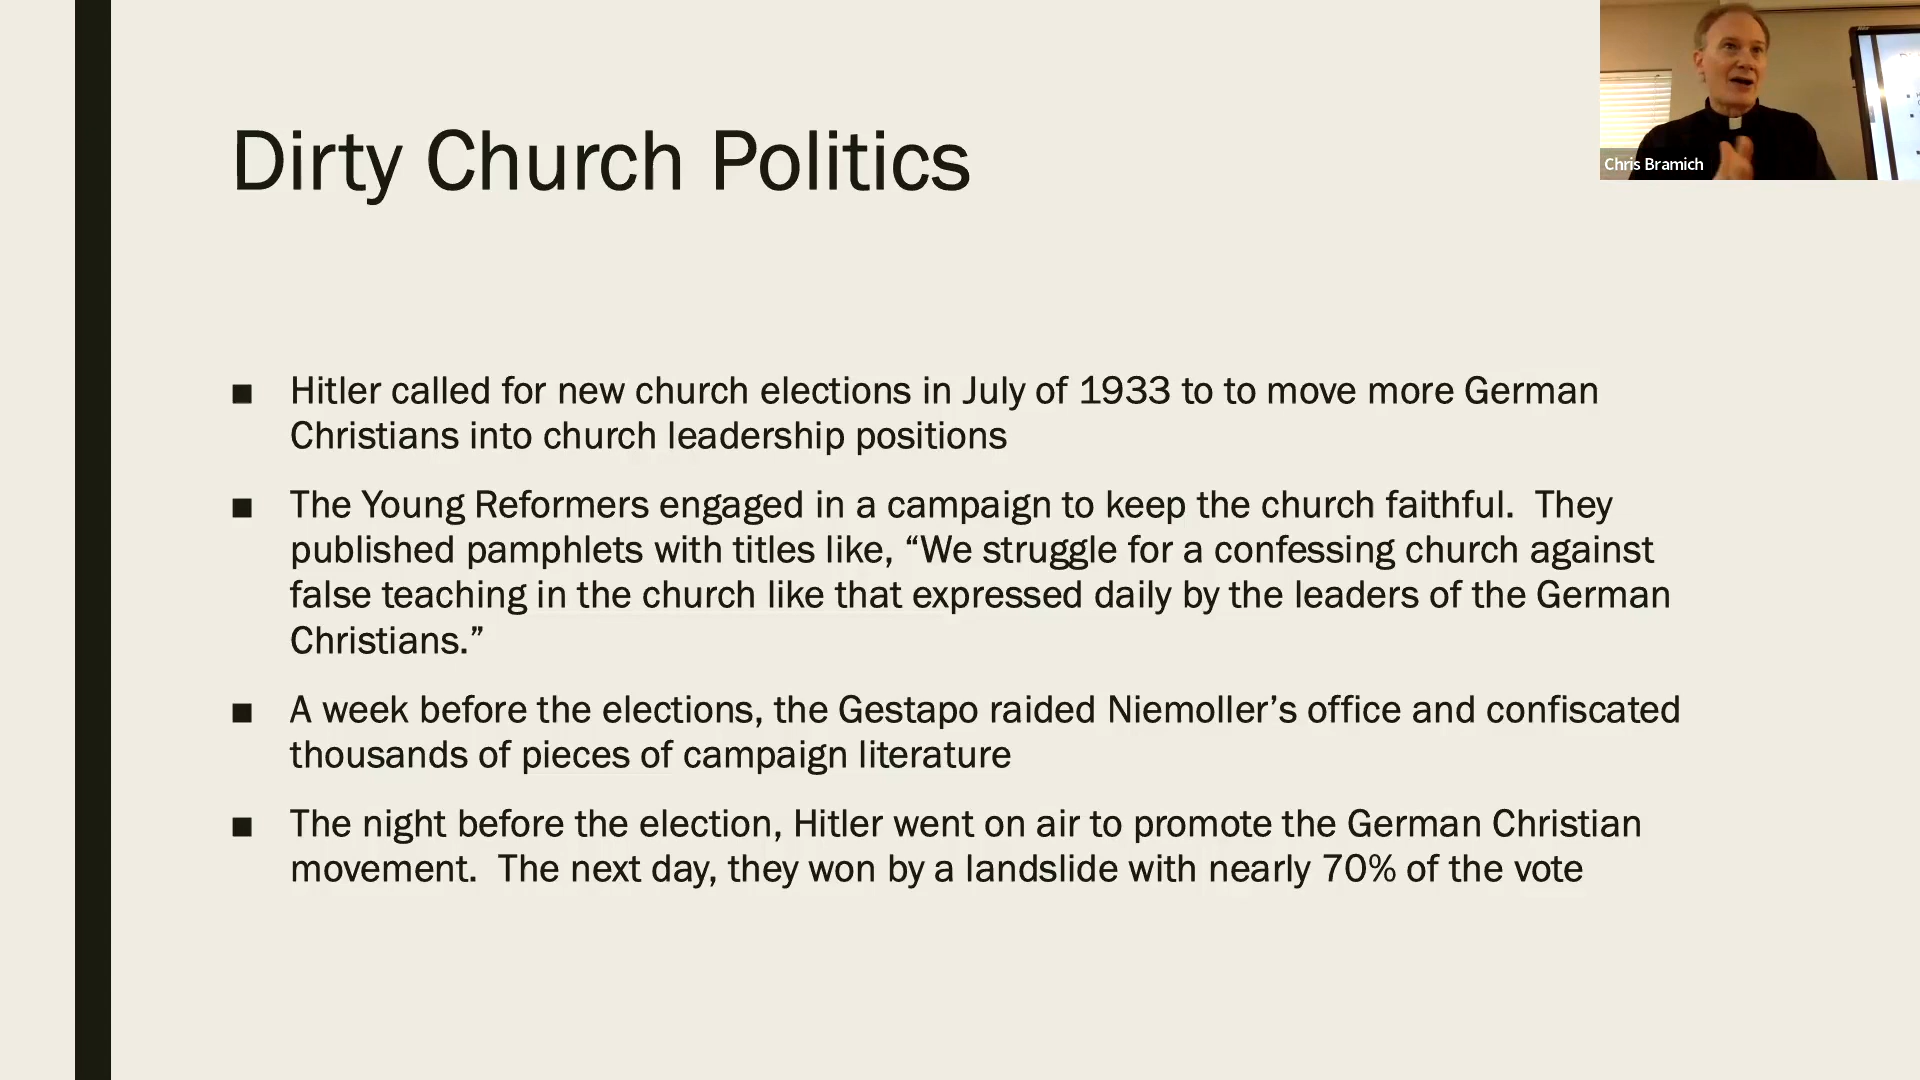 Dirty Church Politics
Chris Bramich
■ Hitler called for new church elections in July of 1933 to to move more German
Christians into church leadership positions
■ The Young Reformers engaged in a campaign to keep the church faithful.  They
published pamphlets with titles like, “We struggle for a confessing church against
false teaching in the church like that expressed daily by the leaders of the German
Christians.”
■ A week before the elections, the Gestapo raided Niemoller’s office and confiscated
thousands of pieces of campaign literature
■ The night before the election, Hitler went on air to promote the German Christian
movement.  The next day, they won by a landslide with nearly 70% of the vote